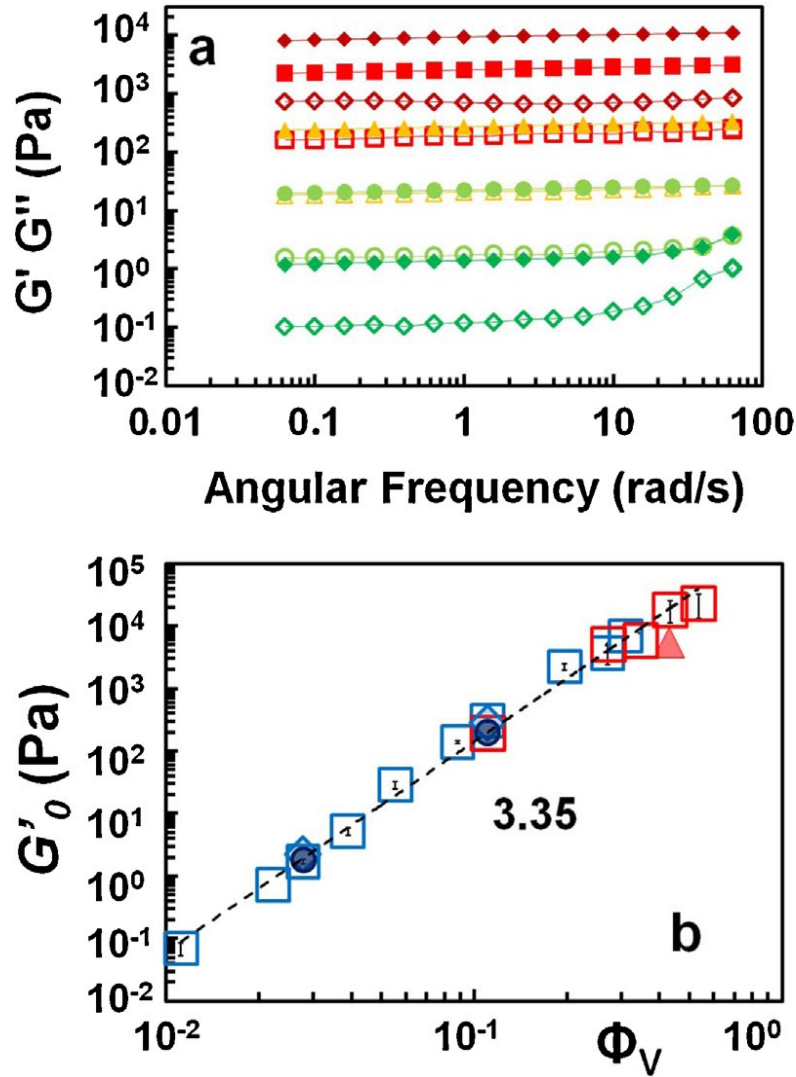 a
10⁴
10³
10²
10¹
10⁰
10⁻¹
10⁻²
G' G'' (Pa)
0.01 0.1 1 10 100
Angular Frequency (rad/s)
10⁵
10⁴
10³
10²
10¹
10⁰
10⁻¹
10⁻²
G'₀ (Pa)
3.35
b
10⁻² 10⁻¹ Φ_V 10⁰